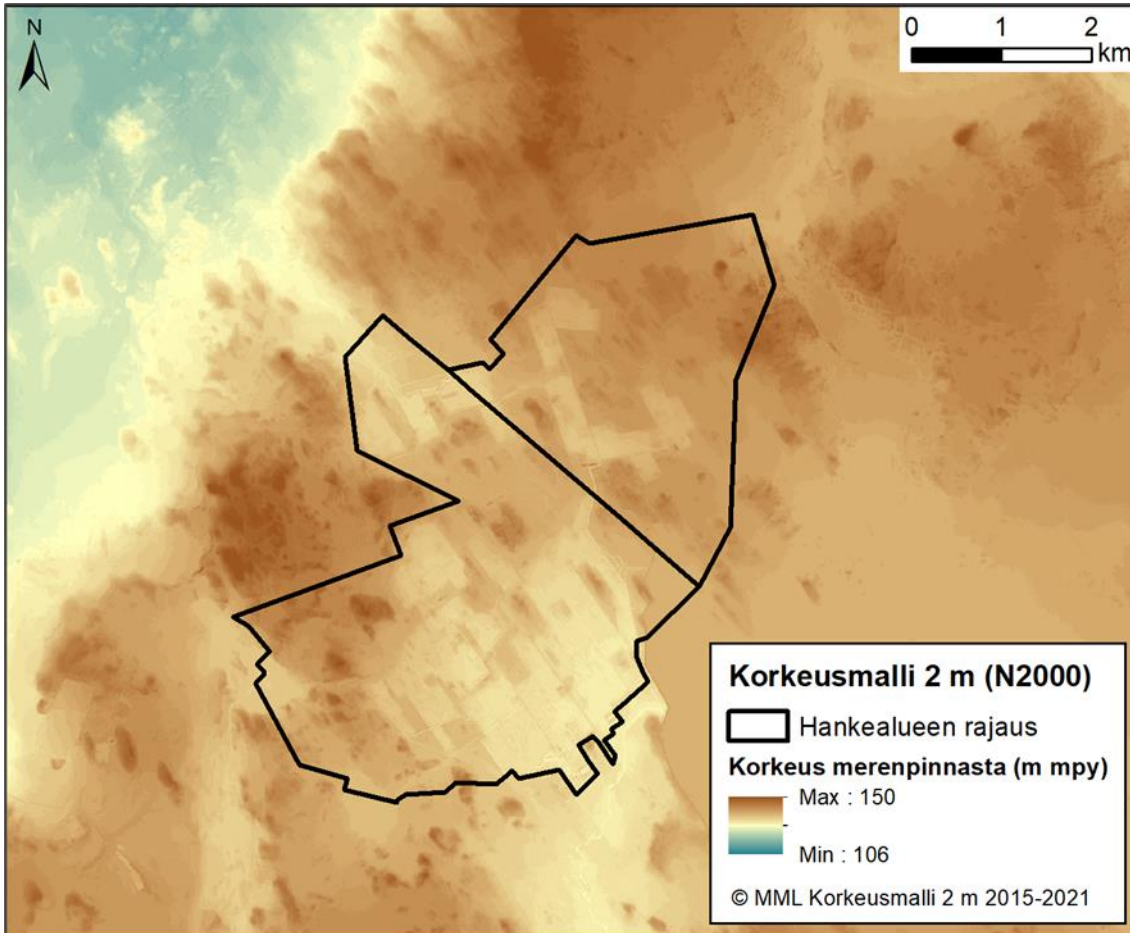 N
0 1 2
km
Korkeusmalli 2 m (N2000)
Hankealueen rajaus
Korkeus merenpinnasta (m mpy)
Max : 150
Min : 106
© MML Korkeusmalli 2 m 2015-2021